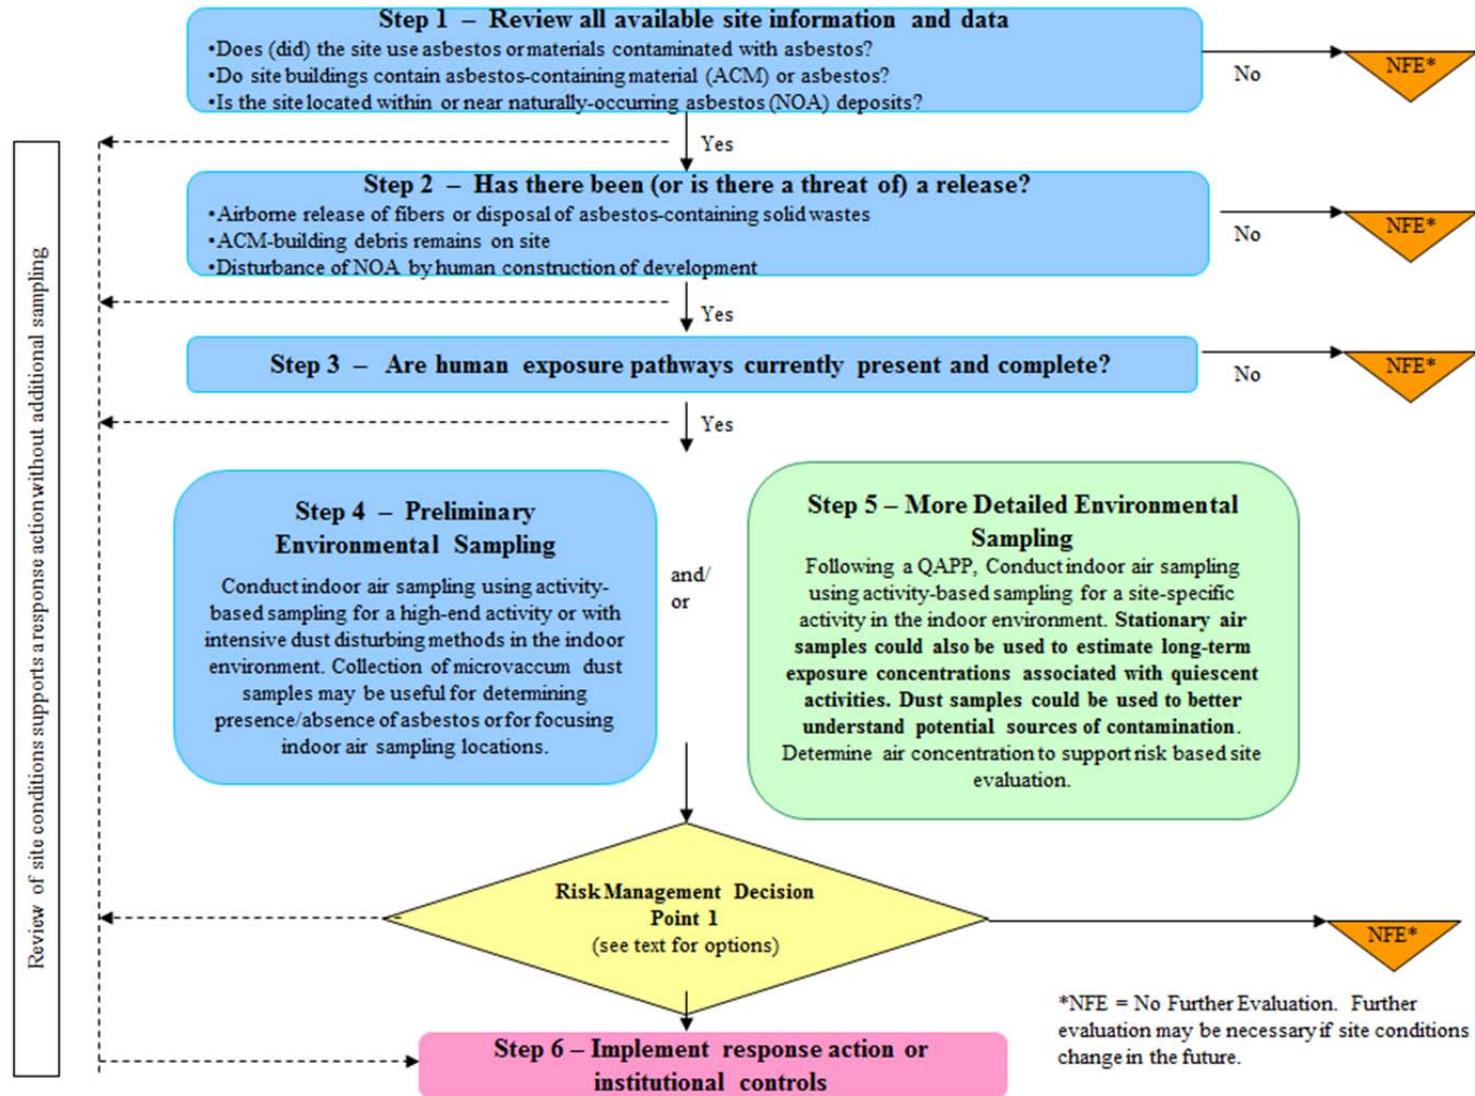 Step 1 – Review all available site information and data
•Does (did) the site use asbestos or materials contaminated with asbestos?
•Do site buildings contain asbestos-containing material (ACM) or asbestos?
•Is the site located within or near naturally-occurring asbestos (NOA) deposits?
No
NFE*
Yes
Step 2 – Has there been (or is there a threat of) a release?
•Airborne release of fibers or disposal of asbestos-containing solid wastes
•ACM-building debris remains on site
•Disturbance of NOA by human construction of development
No
NFE*
Yes
Step 3 – Are human exposure pathways currently present and complete?
No
NFE*
Yes
Review of site conditions supports a response action without additional sampling
Step 4 – Preliminary
Environmental Sampling
Conduct indoor air sampling using activity-
based sampling for a high-end activity or with
intensive dust disturbing methods in the indoor
environment. Collection of microvaccum dust
samples may be useful for determining
presence/absence of asbestos or for focusing
indoor air sampling locations.
and/
or
Step 5 – More Detailed Environmental
Sampling
Following a QAPP, Conduct indoor air sampling
using activity-based sampling for a site-specific
activity in the indoor environment. Stationary air
samples could also be used to estimate long-term
exposure concentrations associated with quiescent
activities. Dust samples could be used to better
understand potential sources of contamination.
Determine air concentration to support risk based site
evaluation.
Risk Management Decision
Point 1
(see text for options)
NFE*
*NFE = No Further Evaluation. Further
evaluation may be necessary if site conditions
change in the future.
Step 6 – Implement response action or
institutional controls